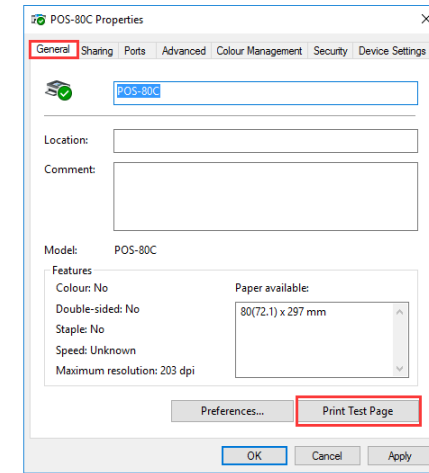 POS-80C Properties
General Sharing Ports Advanced Colour Management Security Device Settings
POS-80C
Location:
Comment:
Model: POS-80C
Features
Colour: No
Double-sided: No
Staple: No
Speed: Unknown
Maximum resolution: 203 dpi
Paper available:
80(72.1) x 297 mm
Preferences... Print Test Page
OK Cancel Apply